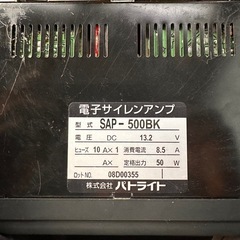 電子サイレンアンプ
型式 SAP-500BK
電圧 DC 13.2 V
ヒューズ 10 A×1 消費電流 8.5 A
A× 定格出力 50 W
ロットNO. 08D00355
株式会社 パトライト